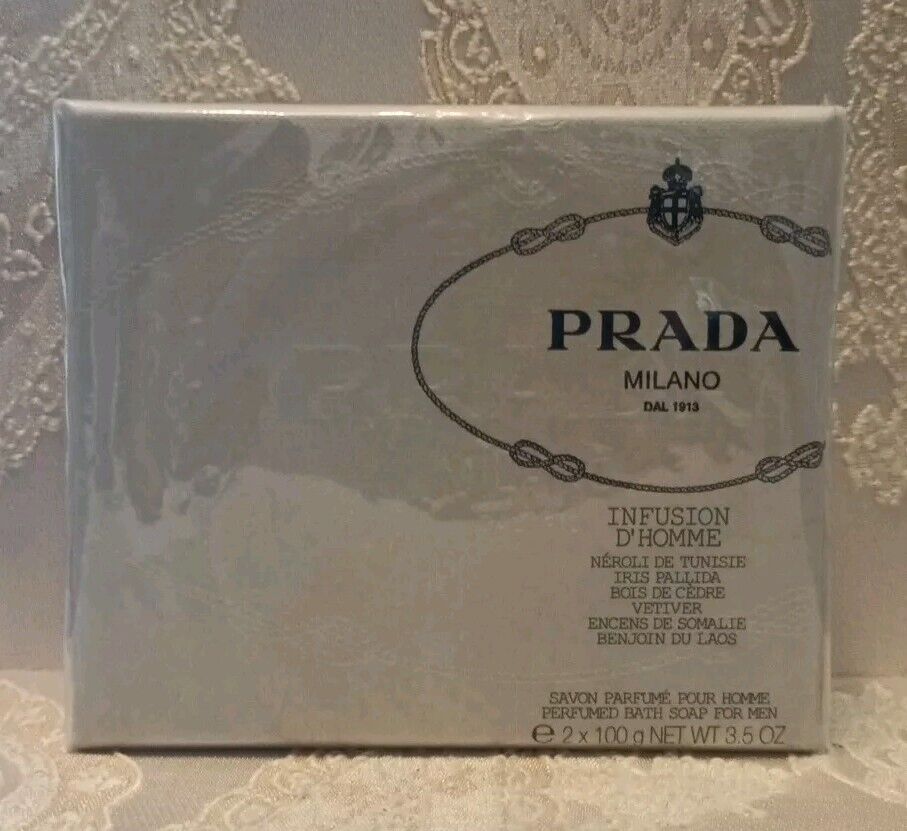 PRADA
MILANO
DAL 1913
INFUSION
D'HOMME
NÉROLI DE TUNISIE
IRIS PALLIDA
BOIS DE CÈDRE
VETIVER
ENCENS DE SOMALIE
BENJOIN DU LAOS
SAVON PARFUMÉ POUR HOMME
PERFUMED BATH SOAP FOR MEN
℮ 2 x 100 g NET WT 3.5 OZ